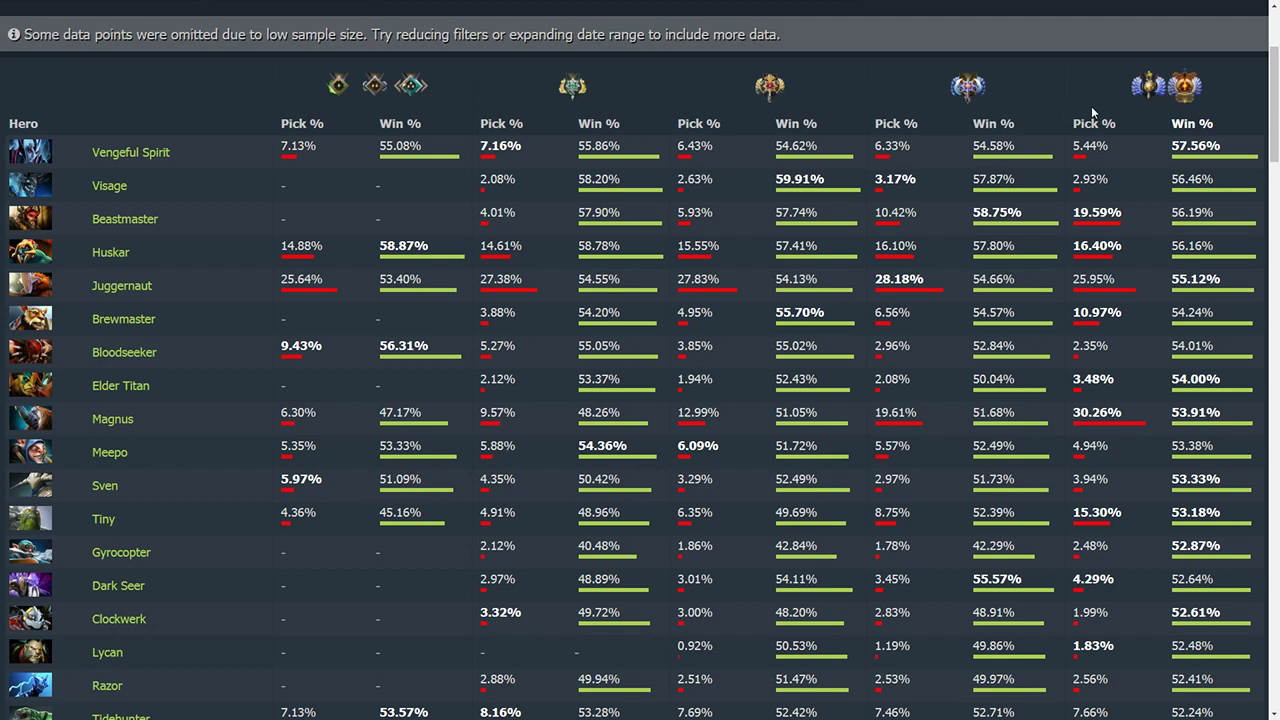 Some data points were omitted due to low sample size. Try reducing filters or expanding date range to include more data.
Hero Pick % Win % Pick % Win % Pick % Win % Pick % Win % Pick % Win %
Vengeful Spirit 7.13% 55.08% 7.16% 55.86% 6.43% 54.62% 6.33% 54.58% 5.44% 57.56%
Visage - - 2.08% 58.20% 2.63% 59.91% 3.17% 57.87% 2.93% 56.46%
Beastmaster - - 4.01% 57.90% 5.93% 57.74% 10.42% 58.75% 19.59% 56.19%
Huskar 14.88% 58.87% 14.61% 58.78% 15.55% 57.41% 16.10% 57.80% 16.40% 56.16%
Juggernaut 25.64% 53.40% 27.38% 54.55% 27.83% 54.13% 28.18% 54.66% 25.95% 55.12%
Brewmaster - - 3.88% 54.20% 4.95% 55.70% 6.56% 54.57% 10.97% 54.24%
Bloodseeker 9.43% 56.31% 5.27% 55.05% 3.85% 55.02% 2.96% 52.84% 2.35% 54.01%
Elder Titan - - 2.12% 53.37% 1.94% 52.43% 2.08% 50.04% 3.48% 54.00%
Magnus 6.30% 47.17% 9.57% 48.26% 12.99% 51.05% 19.61% 51.68% 30.26% 53.91%
Meepo 5.35% 53.33% 5.88% 54.36% 6.09% 51.72% 5.57% 52.49% 4.94% 53.38%
Sven 5.97% 51.09% 4.35% 50.42% 3.29% 52.49% 2.97% 51.73% 3.94% 53.33%
Tiny 4.36% 45.16% 4.91% 48.96% 6.35% 49.69% 8.75% 52.39% 15.30% 53.18%
Gyrocopter - - 2.12% 40.48% 1.86% 42.84% 1.78% 42.29% 2.48% 52.87%
Dark Seer - - 2.97% 48.89% 3.01% 54.11% 3.45% 55.57% 4.29% 52.64%
Clockwerk - - 3.32% 49.72% 3.00% 48.20% 2.83% 48.91% 1.99% 52.61%
Lycan - - - - 0.92% 50.53% 1.19% 49.86% 1.83% 52.48%
Razor - - 2.88% 49.94% 2.51% 51.47% 2.53% 49.97% 2.56% 52.41%
Tidehunter 7.13% 53.57% 8.16% 53.28% 7.69% 52.42% 7.46% 52.71% 7.66% 52.24%